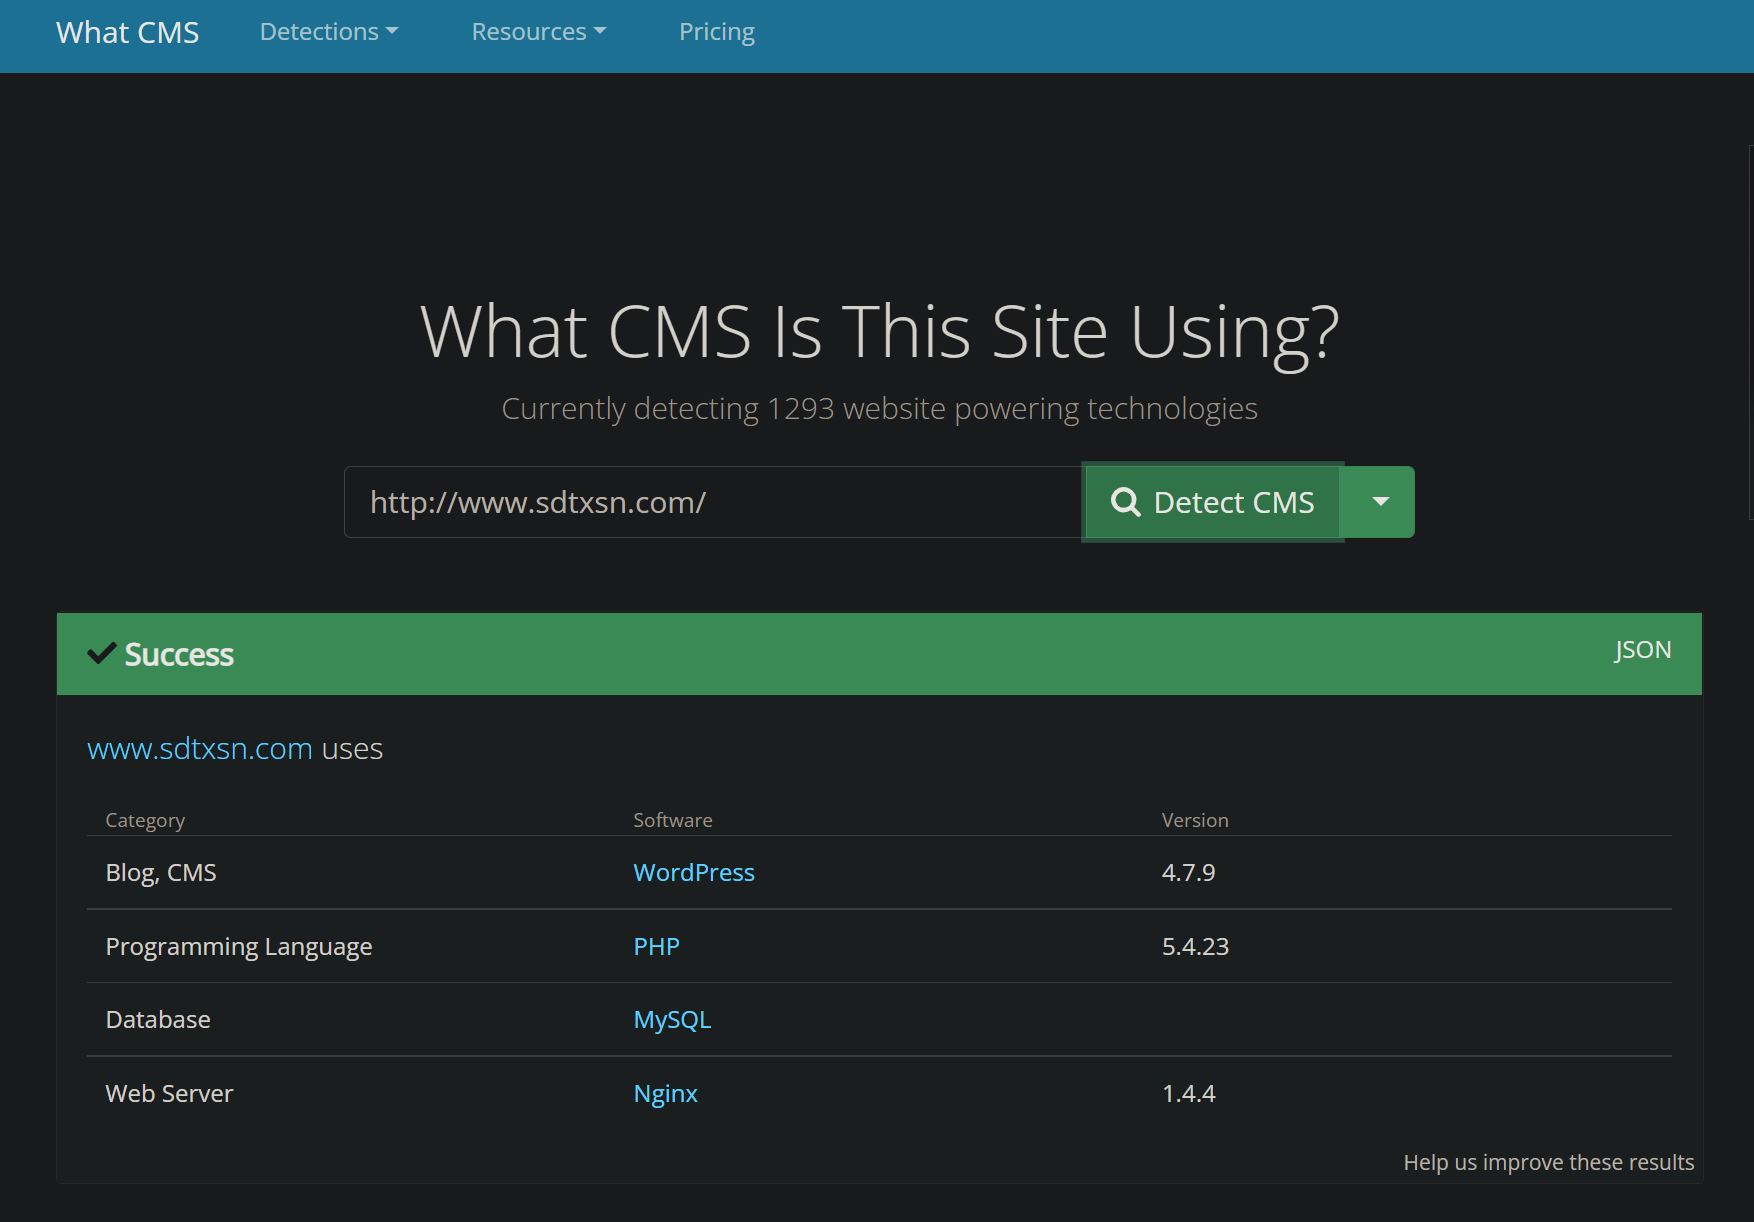 What CMS Detections Resources Pricing
What CMS Is This Site Using?
Currently detecting 1293 website powering technologies
http://www.sdtxsn.com/ Detect CMS
Success JSON
www.sdtxsn.com uses
Category Software Version
Blog, CMS WordPress 4.7.9
Programming Language PHP 5.4.23
Database MySQL
Web Server Nginx 1.4.4
Help us improve these results